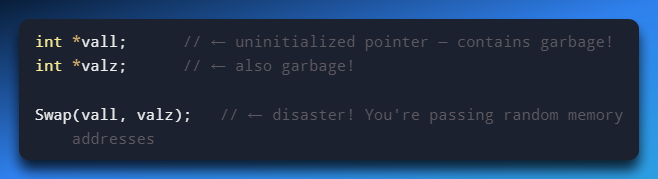 int *vall;      // ← uninitialized pointer — contains garbage!
int *valz;      // ← also garbage!
Swap(vall, valz);   // ← disaster! You're passing random memory
addresses